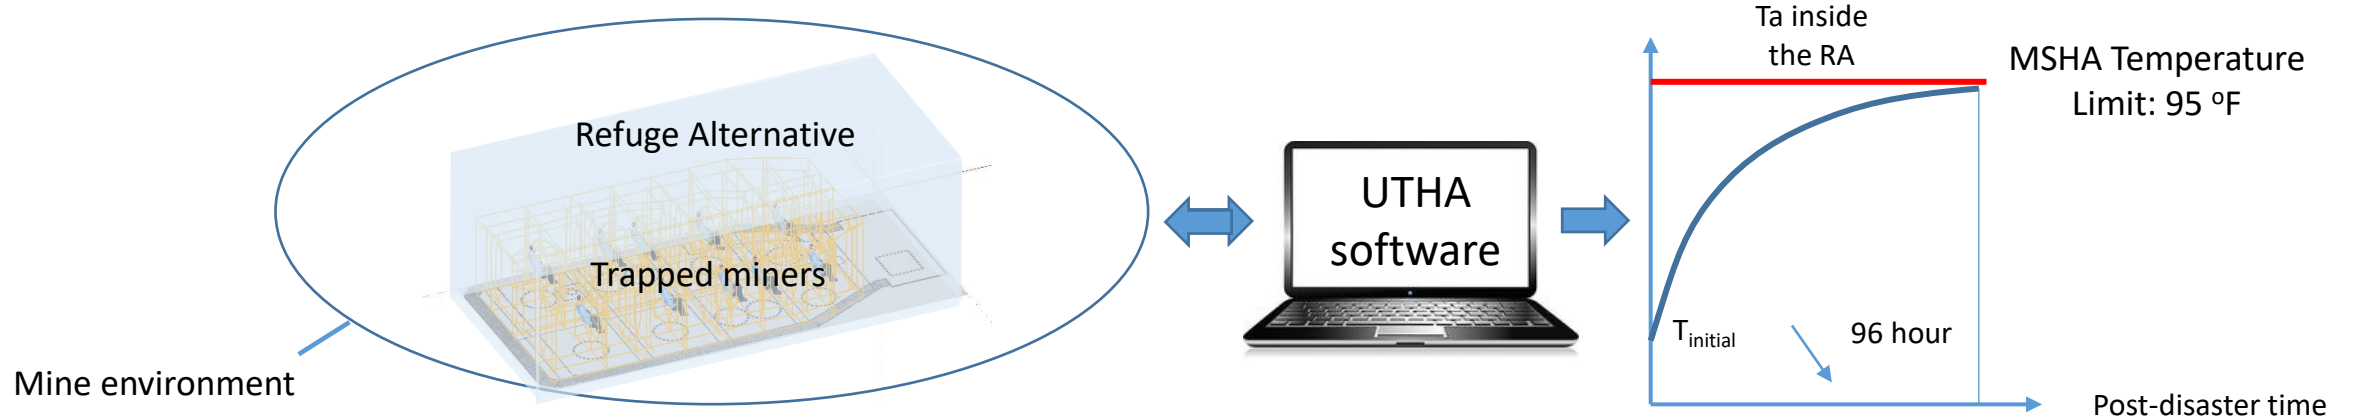 Refuge Alternative
Trapped miners
Mine environment
UTHA
software
Ta inside
the RA
MSHA Temperature
Limit: 95 ºF
Tinitial
96 hour
Post-disaster time